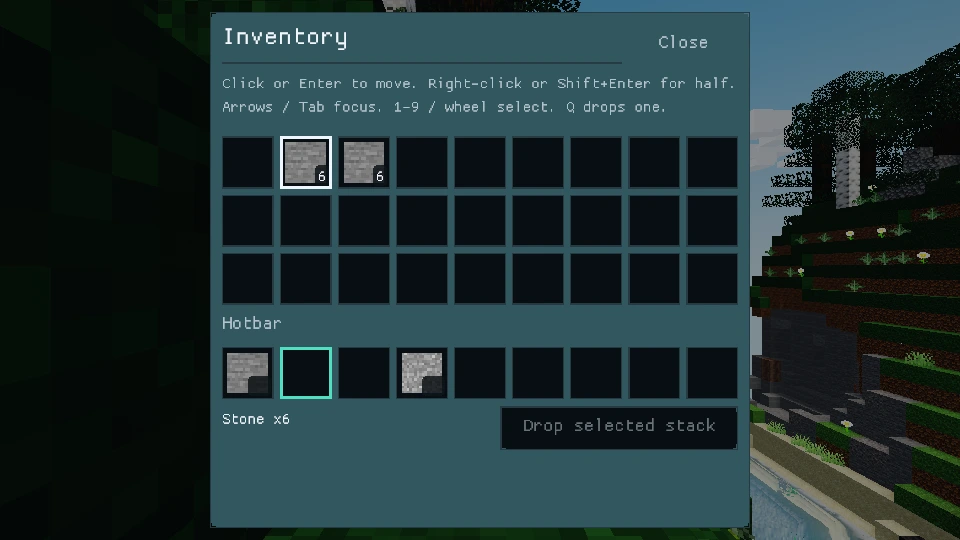 Inventory
Close
Click or Enter to move. Right-click or Shift+Enter for half.
Arrows / Tab focus. 1-9 / wheel select. Q drops one.
6
6
Hotbar
Stone x6
Drop selected stack